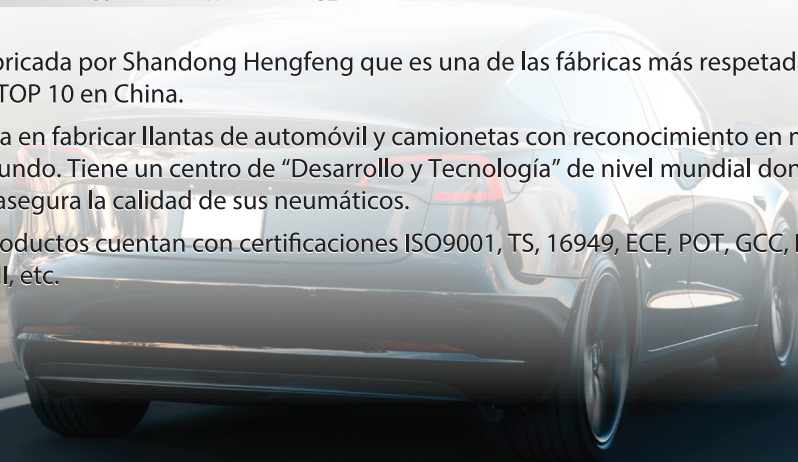 bricada por Shandong Hengfeng que es una de las fábricas más respetad
TOP 10 en China.
a en fabricar llantas de automóvil y camionetas con reconocimiento en
undo. Tiene un centro de “Desarrollo y Tecnología” de nivel mundial don
asegura la calidad de sus neumáticos.
oductos cuentan con certificaciones ISO9001, TS, 16949, ECE, POT, GCC,
I, etc.